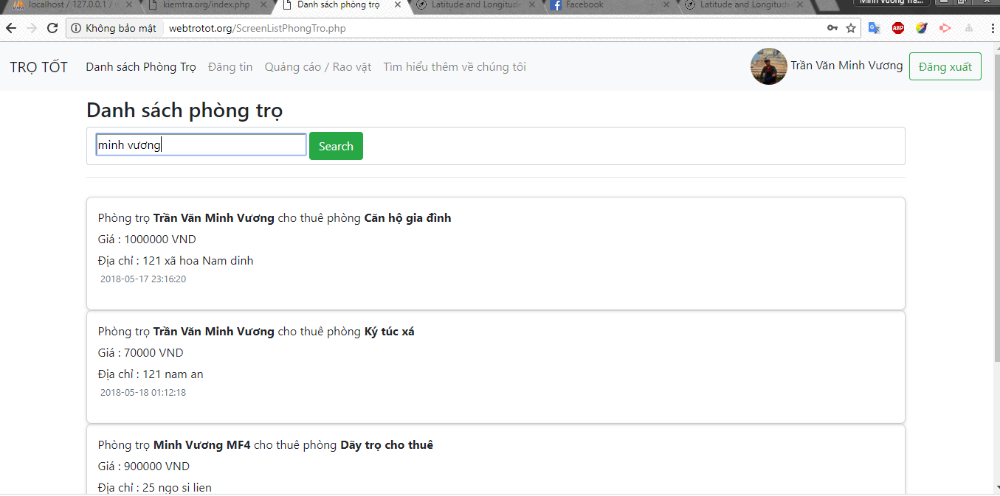 localhost / 127.0.0.1 /
kiemtra.org/index.php
Danh sách phòng trọ
Latitude and Longitud
Facebook
Latitude and Longitud
Minh Vương Tra...
Không bảo mật
webtrotot.org/ScreenListPhongTro.php
ABP
TRỌ TỐT
Danh sách Phòng Trọ
Đăng tin
Quảng cáo / Rao vặt
Tìm hiểu thêm về chúng tôi
Trần Văn Minh Vương
Đăng xuất
Danh sách phòng trọ
minh vương
Search
Phòng trọ Trần Văn Minh Vương cho thuê phòng Căn hộ gia đình
Giá : 1000000 VND
Địa chỉ : 121 xã hoa Nam dinh
2018-05-17 23:16:20
Phòng trọ Trần Văn Minh Vương cho thuê phòng Ký túc xá
Giá : 70000 VND
Địa chỉ : 121 nam an
2018-05-18 01:12:18
Phòng trọ Minh Vương MF4 cho thuê phòng Dãy trọ cho thuê
Giá : 900000 VND
Địa chỉ : 25 ngo si lien